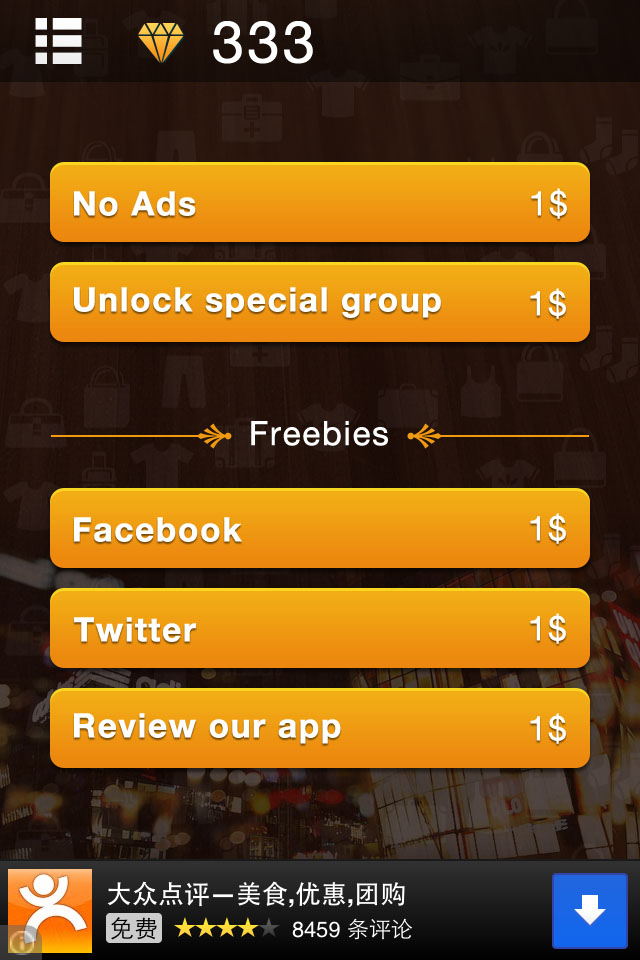 333
No Ads 1$
Unlock special group 1$
Freebies
Facebook 1$
Twitter 1$
Review our app 1$
大众点评—美食,优惠,团购
免费 8459 条评论